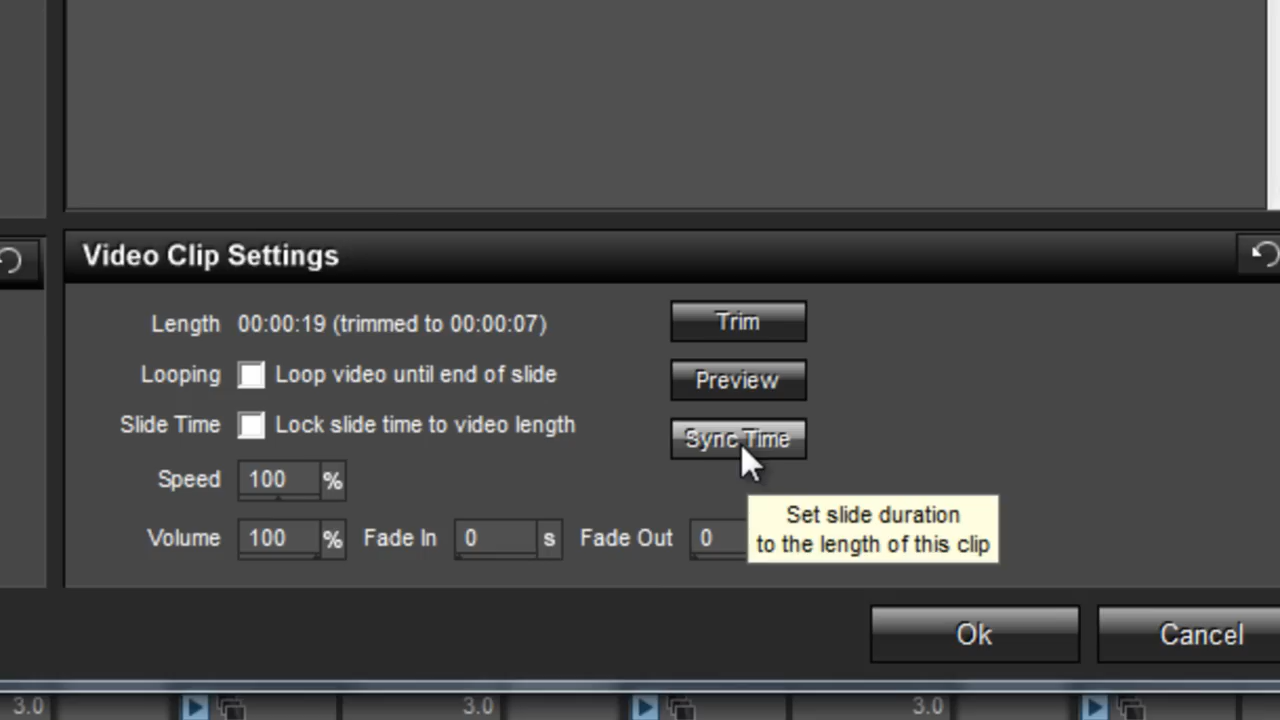 Video Clip Settings
Length 00:00:19 (trimmed to 00:00:07) Trim
Looping Loop video until end of slide Preview
Slide Time Lock slide time to video length Sync Time
Speed 100 %
Volume 100 % Fade In 0 s Fade Out 0
Set slide duration
to the length of this clip
Ok Cancel
3.0 3.0 3.0